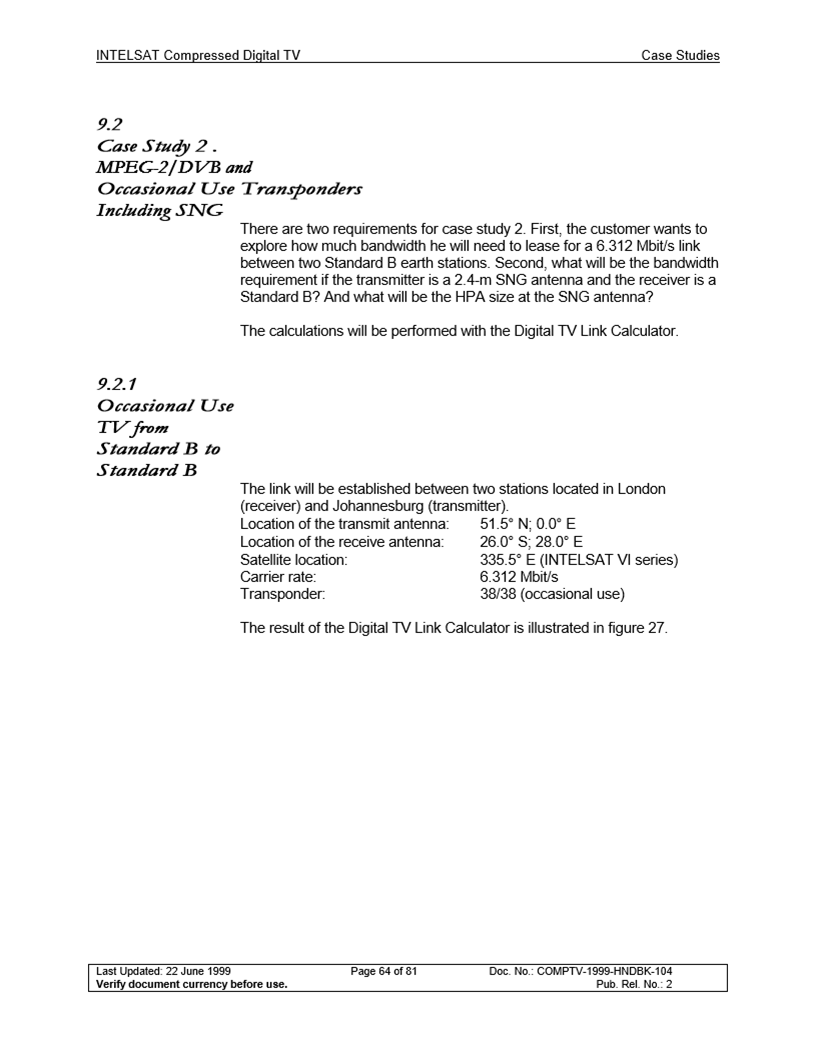 INTELSAT Compressed Digital TV Case Studies
9.2
Case Study 2 .
MPEG-2/DVB and
Occasional Use Transponders
Including SNG
There are two requirements for case study 2. First, the customer wants to
explore how much bandwidth he will need to lease for a 6.312 Mbit/s link
between two Standard B earth stations. Second, what will be the bandwidth
requirement if the transmitter is a 2.4-m SNG antenna and the receiver is a
Standard B? And what will be the HPA size at the SNG antenna?
The calculations will be performed with the Digital TV Link Calculator.
9.2.1
Occasional Use
TV from
Standard B to
Standard B
The link will be established between two stations located in London
(receiver) and Johannesburg (transmitter).
Location of the transmit antenna: 51.5° N; 0.0° E
Location of the receive antenna: 26.0° S; 28.0° E
Satellite location: 335.5° E (INTELSAT VI series)
Carrier rate: 6.312 Mbit/s
Transponder: 38/38 (occasional use)
The result of the Digital TV Link Calculator is illustrated in figure 27.
Last Updated: 22 June 1999 Page 64 of 81 Doc. No.: COMPTV-1999-HNDBK-104
Verify document currency before use. Pub. Rel. No.: 2